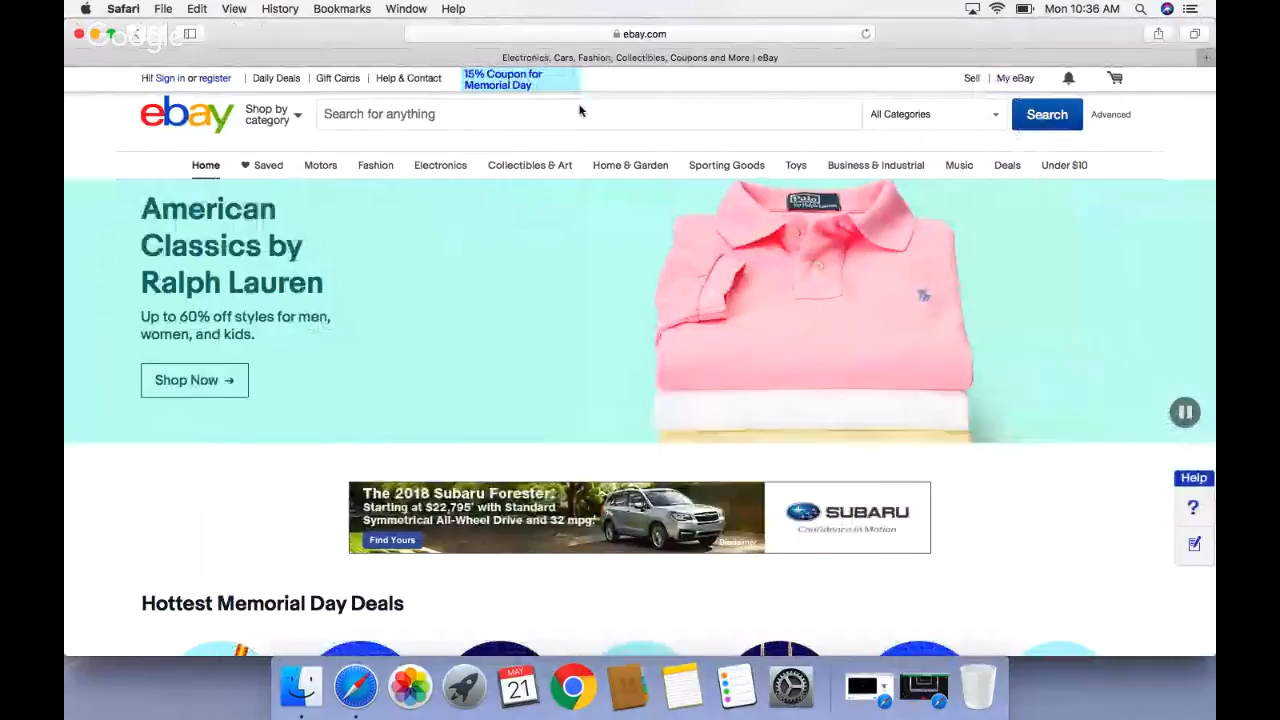 Safari File Edit View History Bookmarks Window Help Mon 10:36 AM
Google
ebay.com
Electronics, Cars, Fashion, Collectibles, Coupons and More | eBay
Hi! Sign in or register Daily Deals Gift Cards Help & Contact 15% Coupon for Sell My eBay
Memorial Day
ebay Shop by category Search for anything All Categories Search Advanced
Home Saved Motors Fashion Electronics Collectibles & Art Home & Garden Sporting Goods Toys Business & Industrial Music Deals Under $10
American
Classics by
Ralph Lauren
Up to 60% off styles for men,
women, and kids.
Shop Now →
Polo
by Ralph Lauren
The 2018 Subaru Forester.
Starting at $22,795* with Standard
Symmetrical All-Wheel Drive and 32 mpg.
Find Yours
Disclaimer
SUBARU
Confidence in Motion
Help
?
Hottest Memorial Day Deals
MAY
21